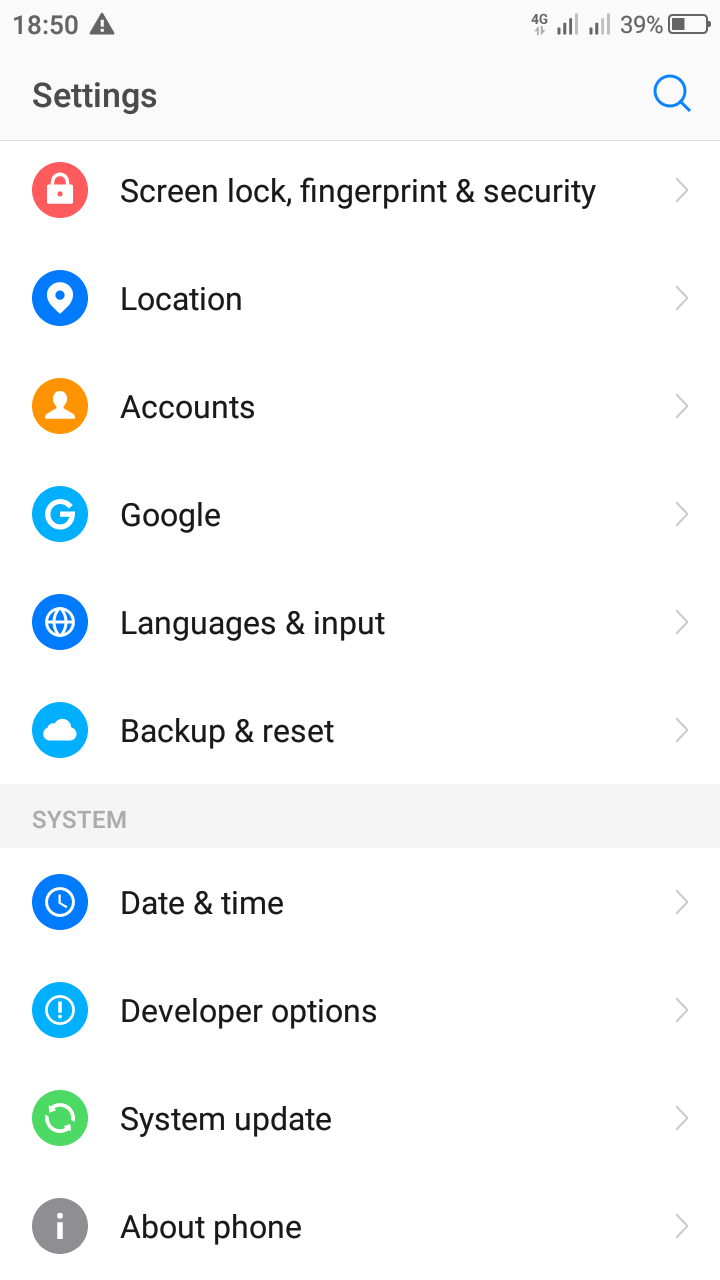 18:50 4G 39%
Settings
Screen lock, fingerprint & security
Location
Accounts
Google
Languages & input
Backup & reset
SYSTEM
Date & time
Developer options
System update
About phone